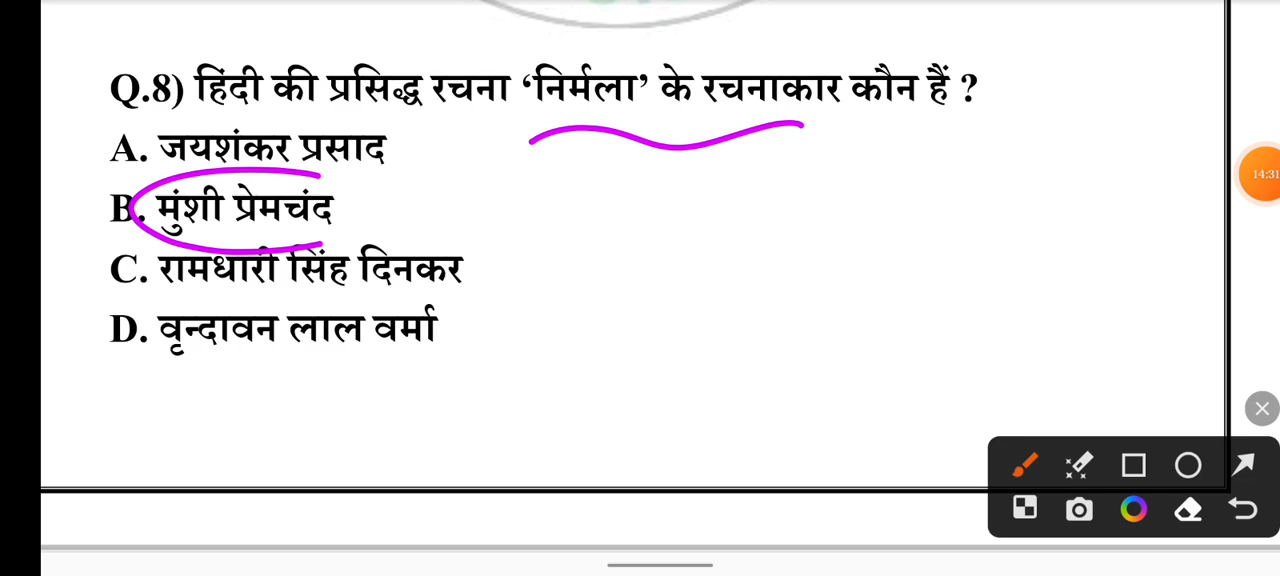 Q.8) हिंदी की प्रसिद्ध रचना ‘निर्मला’ के रचनाकार कौन हैं ?
A. जयशंकर प्रसाद
B. मुंशी प्रेमचंद
C. रामधारी सिंह दिनकर
D. वृन्दावन लाल वर्मा
14:31